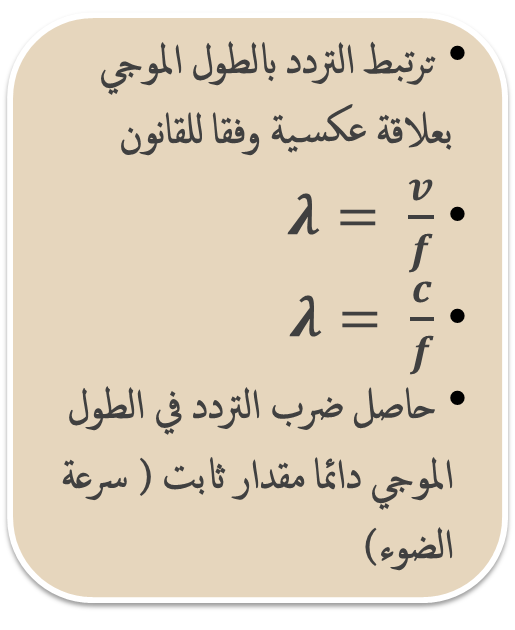 • ترتبط التردد بالطول الموجي
بعلاقة عكسية وفقا للقانون
• λ = v/f
• λ = c/f
• حاصل ضرب التردد في الطول
الموجي دائما مقدار ثابت ( سرعة
الضوء)